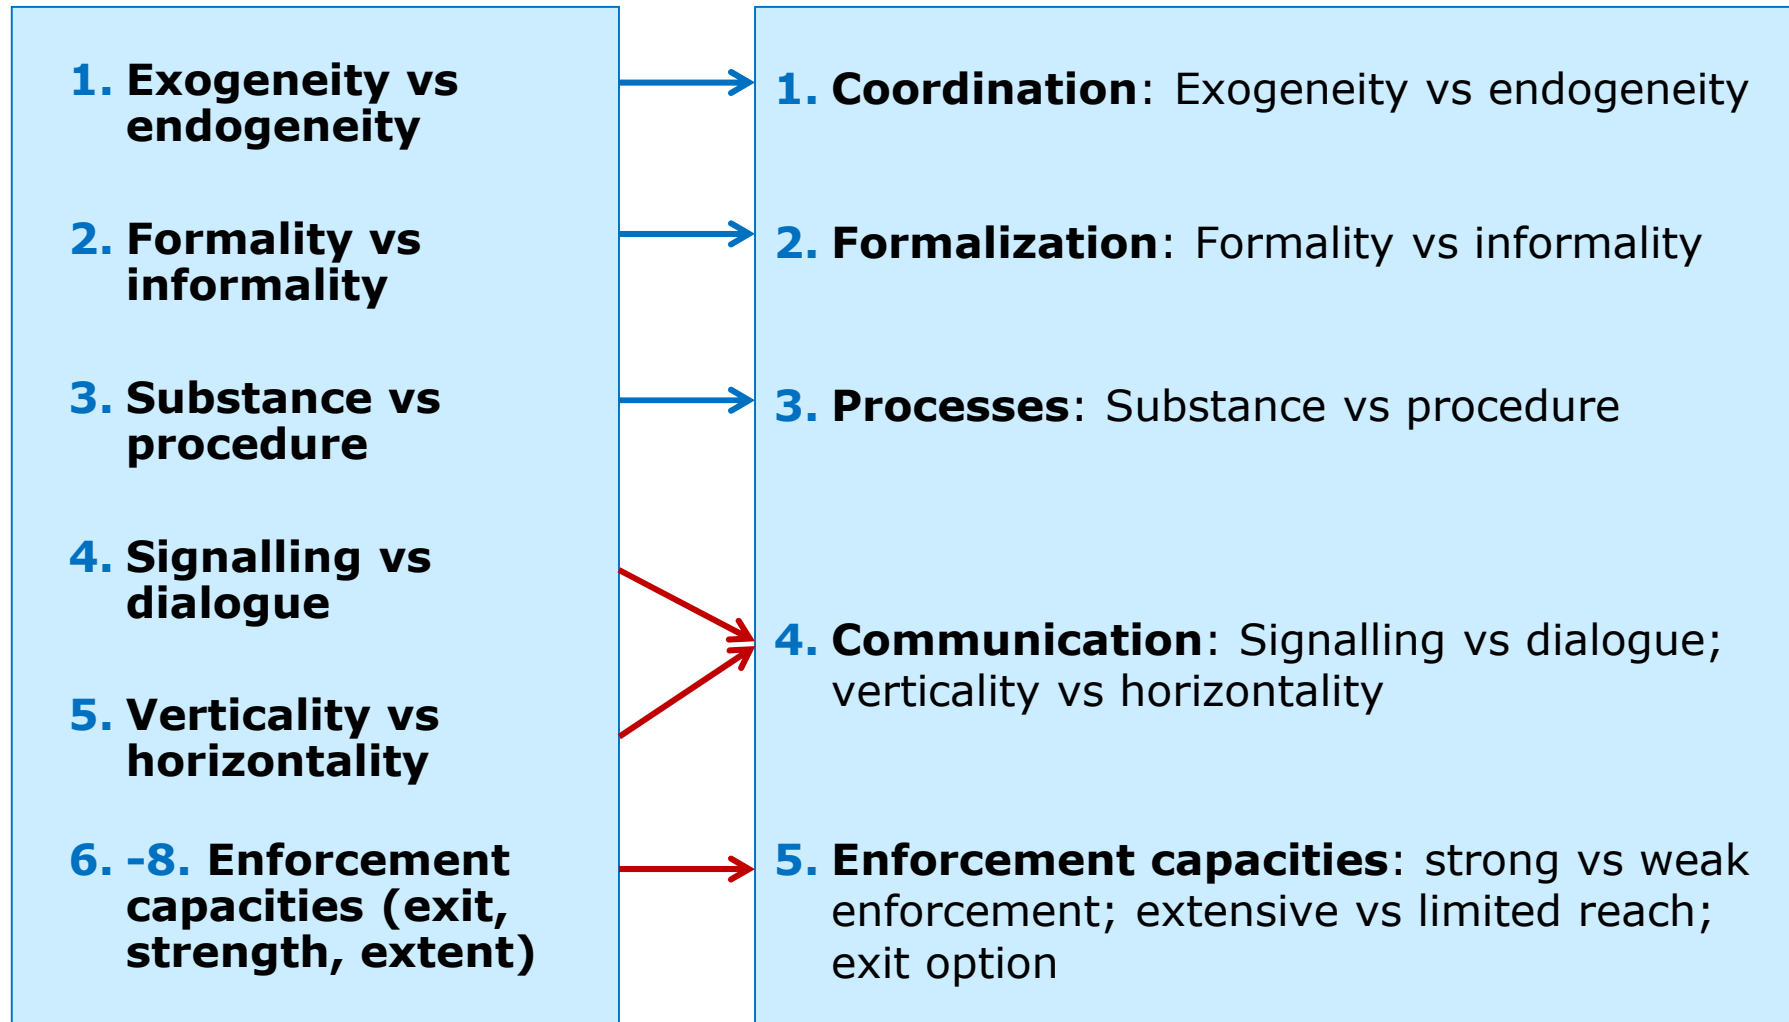 1. Exogeneity vs
endogeneity
2. Formality vs
informality
3. Substance vs
procedure
4. Signalling vs
dialogue
5. Verticality vs
horizontality
6. -8. Enforcement
capacities (exit,
strength, extent)
1. Coordination: Exogeneity vs endogeneity
2. Formalization: Formality vs informality
3. Processes: Substance vs procedure
4. Communication: Signalling vs dialogue;
verticality vs horizontality
5. Enforcement capacities: strong vs weak
enforcement; extensive vs limited reach;
exit option